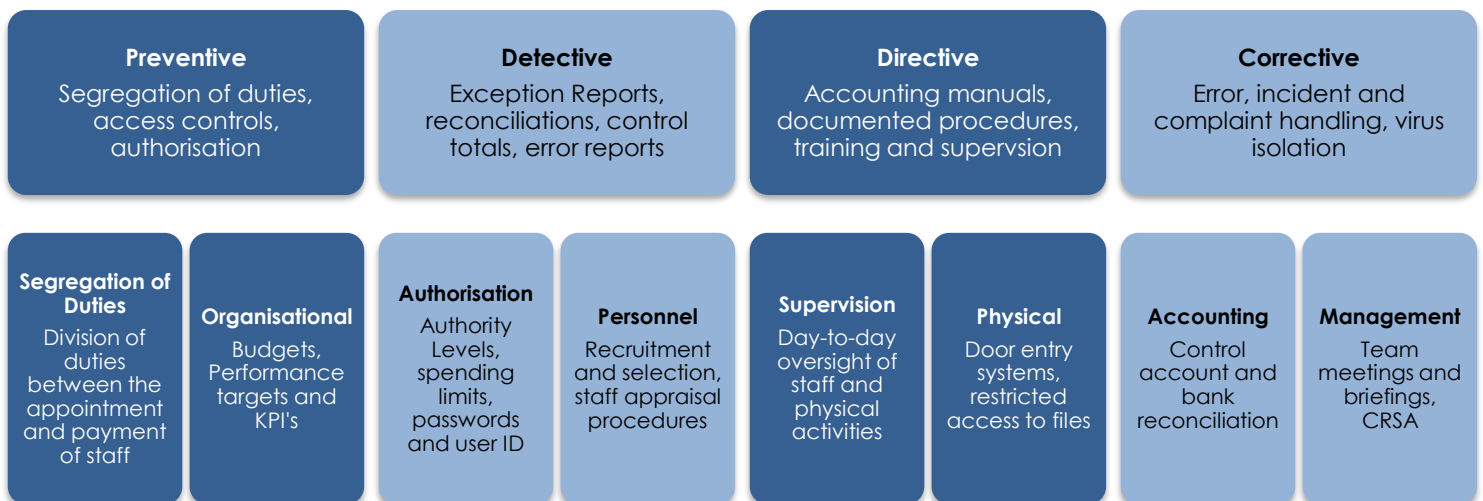 Preventive
Segregation of duties,
access controls,
authorisation
Detective
Exception Reports,
reconciliations, control
totals, error reports
Directive
Accounting manuals,
documented procedures,
training and supervsion
Corrective
Error, incident and
complaint handling, virus
isolation
Segregation of
Duties
Division of
duties
between the
appointment
and payment
of staff
Organisational
Budgets,
Performance
targets and
KPI's
Authorisation
Authority
Levels,
spending
limits,
passwords
and user ID
Personnel
Recruitment
and selection,
staff appraisal
procedures
Supervision
Day-to-day
oversight of
staff and
physical
activities
Physical
Door entry
systems,
restricted
access to files
Accounting
Control
account and
bank
reconciliation
Management
Team
meetings and
briefings,
CRSA